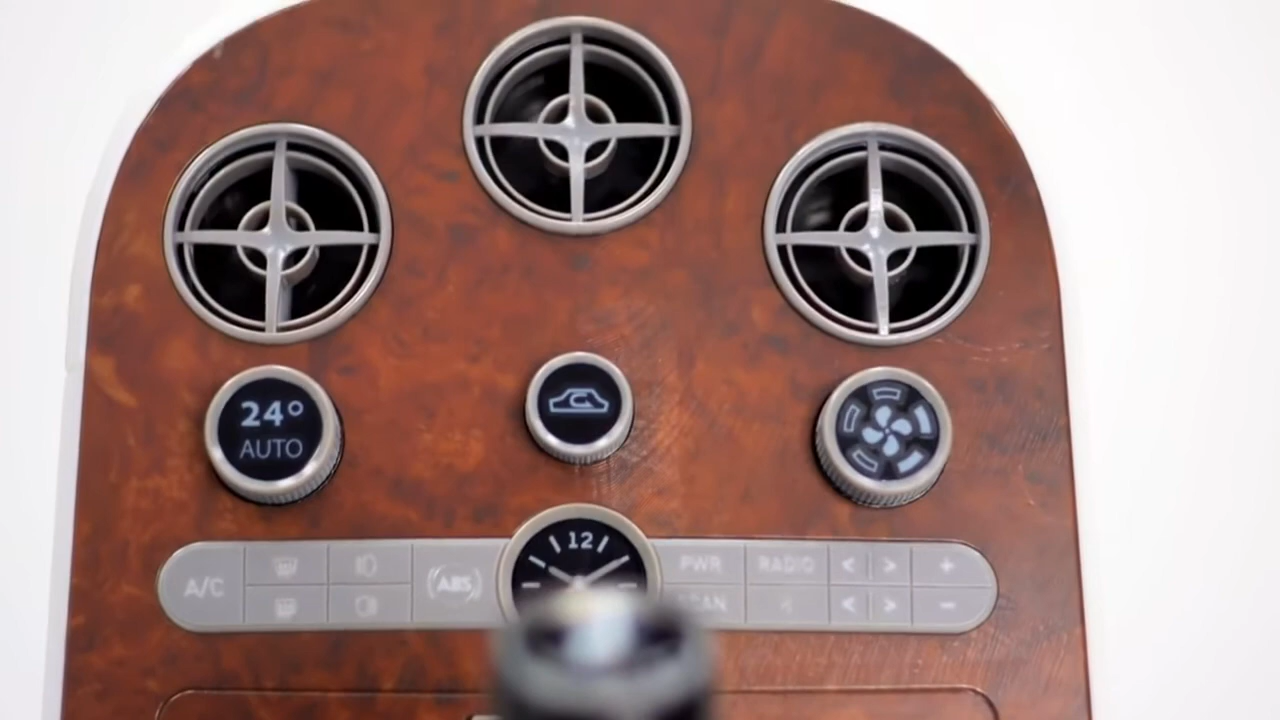 24°
AUTO
12
A/C
ABS
PWR
RADIO
< >
+
< >
−